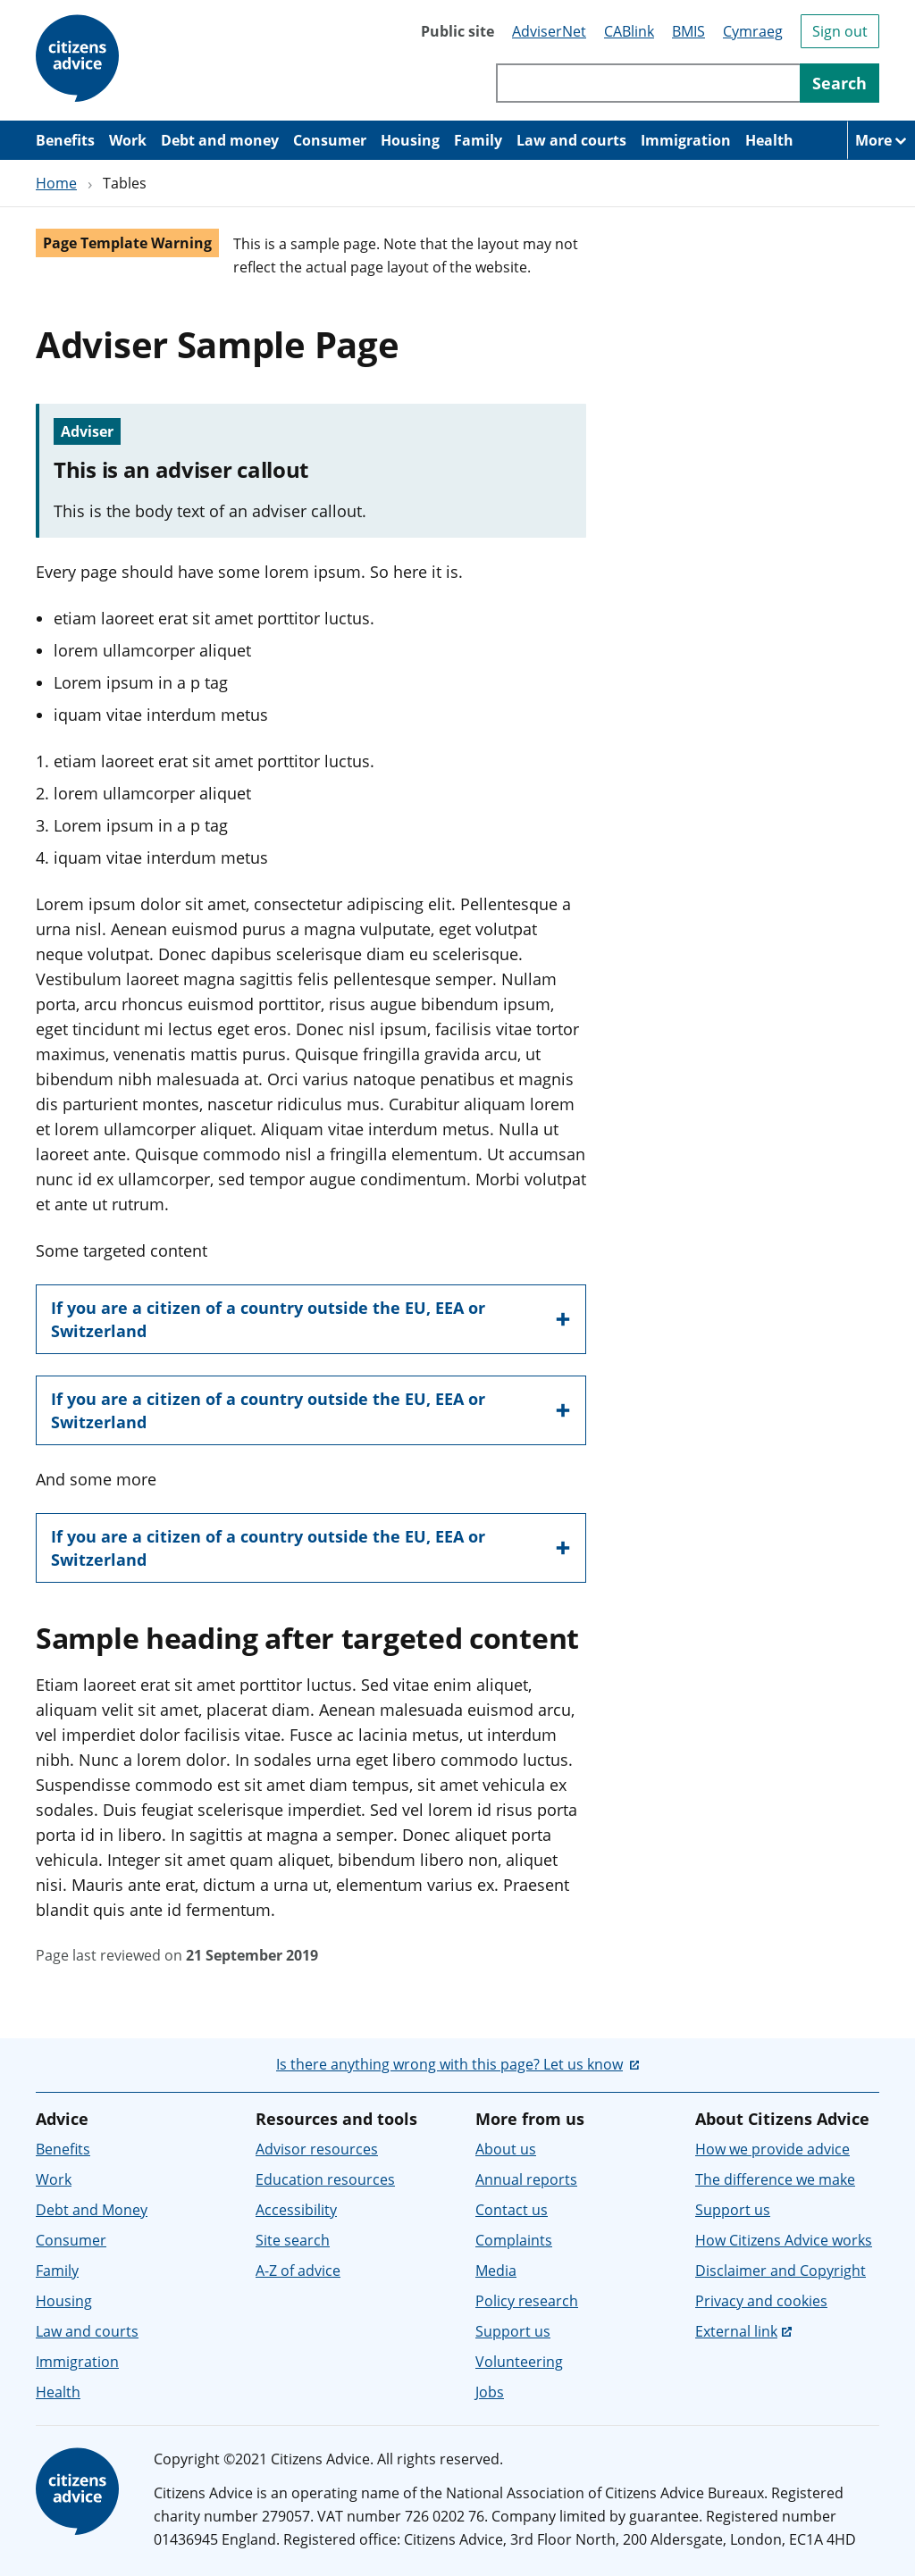 citizens
advice
Public site AdviserNet CABlink BMIS Cymraeg Sign out
Search
Benefits Work Debt and money Consumer Housing Family Law and courts Immigration Health More
Home › Tables
Page Template Warning
This is a sample page. Note that the layout may not
reflect the actual page layout of the website.
Adviser Sample Page
Adviser
This is an adviser callout
This is the body text of an adviser callout.
Every page should have some lorem ipsum. So here it is.
• etiam laoreet erat sit amet porttitor luctus.
• lorem ullamcorper aliquet
• Lorem ipsum in a p tag
• iquam vitae interdum metus
1. etiam laoreet erat sit amet porttitor luctus.
2. lorem ullamcorper aliquet
3. Lorem ipsum in a p tag
4. iquam vitae interdum metus
Lorem ipsum dolor sit amet, consectetur adipiscing elit. Pellentesque a
urna nisl. Aenean euismod purus a magna vulputate, eget volutpat
neque volutpat. Donec dapibus scelerisque diam eu scelerisque.
Vestibulum laoreet magna sagittis felis pellentesque semper. Nullam
porta, arcu rhoncus euismod porttitor, risus augue bibendum ipsum,
eget tincidunt mi lectus eget eros. Donec nisl ipsum, facilisis vitae tortor
maximus, venenatis mattis purus. Quisque fringilla gravida arcu, ut
bibendum nibh malesuada at. Orci varius natoque penatibus et magnis
dis parturient montes, nascetur ridiculus mus. Curabitur aliquam lorem
et lorem ullamcorper aliquet. Aliquam vitae interdum metus. Nulla ut
laoreet ante. Quisque commodo nisl a fringilla elementum. Ut accumsan
nunc id ex ullamcorper, sed tempor augue condimentum. Morbi volutpat
et ante ut rutrum.
Some targeted content
If you are a citizen of a country outside the EU, EEA or
Switzerland
If you are a citizen of a country outside the EU, EEA or
Switzerland
And some more
If you are a citizen of a country outside the EU, EEA or
Switzerland
Sample heading after targeted content
Etiam laoreet erat sit amet porttitor luctus. Sed vitae enim aliquet,
aliquam velit sit amet, placerat diam. Aenean malesuada euismod arcu,
vel imperdiet dolor facilisis vitae. Fusce ac lacinia metus, ut interdum
nibh. Nunc a lorem dolor. In sodales urna eget libero commodo luctus.
Suspendisse commodo est sit amet diam tempus, sit amet vehicula ex
sodales. Duis feugiat scelerisque imperdiet. Sed vel lorem id risus porta
porta id in libero. In sagittis at magna a semper. Donec aliquet porta
vehicula. Integer sit amet quam aliquet, bibendum libero non, aliquet
nisi. Mauris ante erat, dictum a urna ut, elementum varius ex. Praesent
blandit quis ante id fermentum.
Page last reviewed on 21 September 2019
Is there anything wrong with this page? Let us know
Advice
Benefits
Work
Debt and Money
Consumer
Family
Housing
Law and courts
Immigration
Health
Resources and tools
Advisor resources
Education resources
Accessibility
Site search
A-Z of advice
More from us
About us
Annual reports
Contact us
Complaints
Media
Policy research
Support us
Volunteering
Jobs
About Citizens Advice
How we provide advice
The difference we make
Support us
How Citizens Advice works
Disclaimer and Copyright
Privacy and cookies
External link
citizens
advice
Copyright ©2021 Citizens Advice. All rights reserved.
Citizens Advice is an operating name of the National Association of Citizens Advice Bureaux. Registered
charity number 279057. VAT number 726 0202 76. Company limited by guarantee. Registered number
01436945 England. Registered office: Citizens Advice, 3rd Floor North, 200 Aldersgate, London, EC1A 4HD